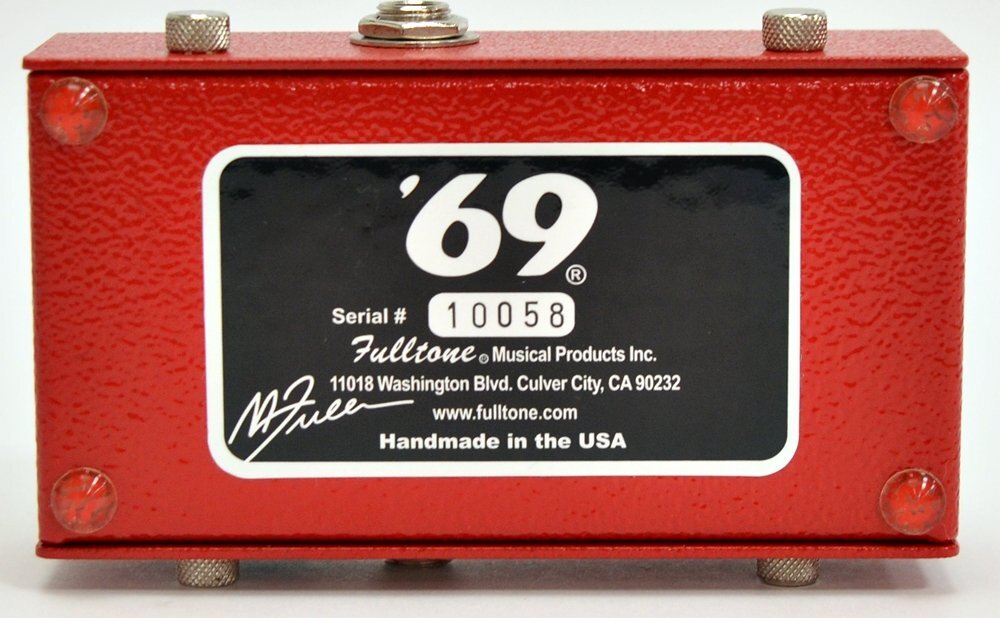 '69®
Serial # 10058
Fulltone® Musical Products Inc.
11018 Washington Blvd. Culver City, CA 90232
MFuller
www.fulltone.com
Handmade in the USA